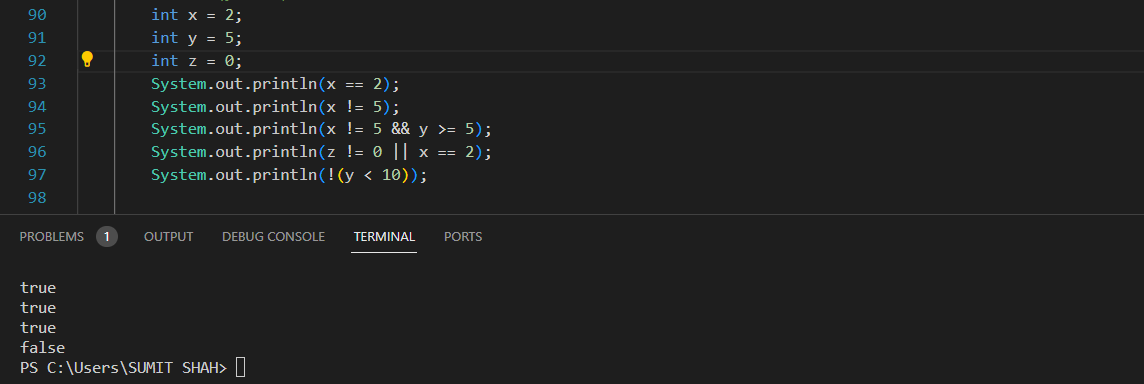 90 int x = 2;
91 int y = 5;
92 int z = 0;
93 System.out.println(x == 2);
94 System.out.println(x != 5);
95 System.out.println(x != 5 && y >= 5);
96 System.out.println(z != 0 || x == 2);
97 System.out.println(!(y < 10));
98
PROBLEMS 1 OUTPUT DEBUG CONSOLE TERMINAL PORTS
true
true
true
false
PS C:\Users\SUMIT SHAH>